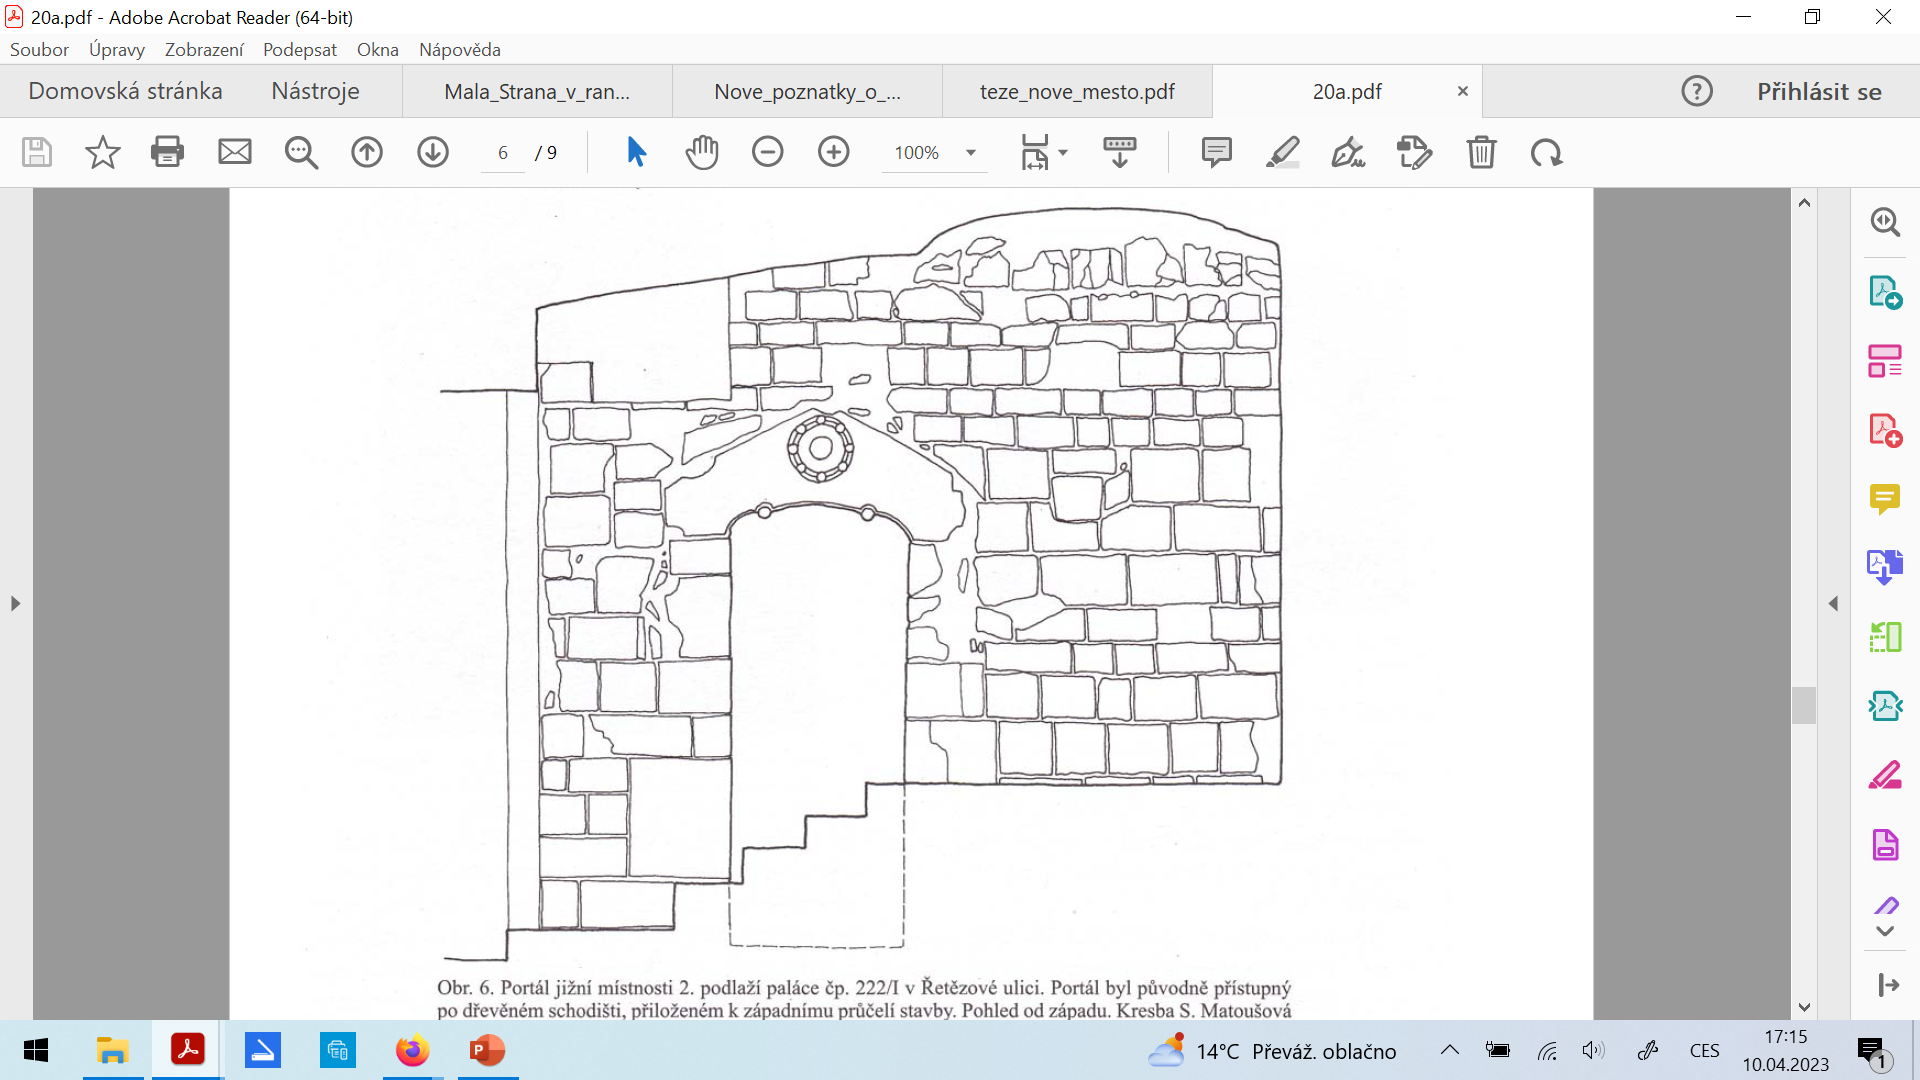 20a.pdf - Adobe Acrobat Reader (64-bit)
Soubor Úpravy Zobrazení Podepsat Okna Nápověda
Domovská stránka Nástroje Mala_Strana_v_ran... Nove_poznatky_o_... teze_nove_mesto.pdf 20a.pdf × ? Přihlásit se
6 / 9 100%
Obr. 6. Portál jižní místnosti 2. podlaží paláce čp. 222/I v Řetězové ulici. Portál byl původně přístupný
po dřevěném schodišti, přiloženém k západnímu průčelí stavby. Pohled od západu. Kresba S. Matoušová
14°C Převáž. oblačno CES 17:15
10.04.2023 1